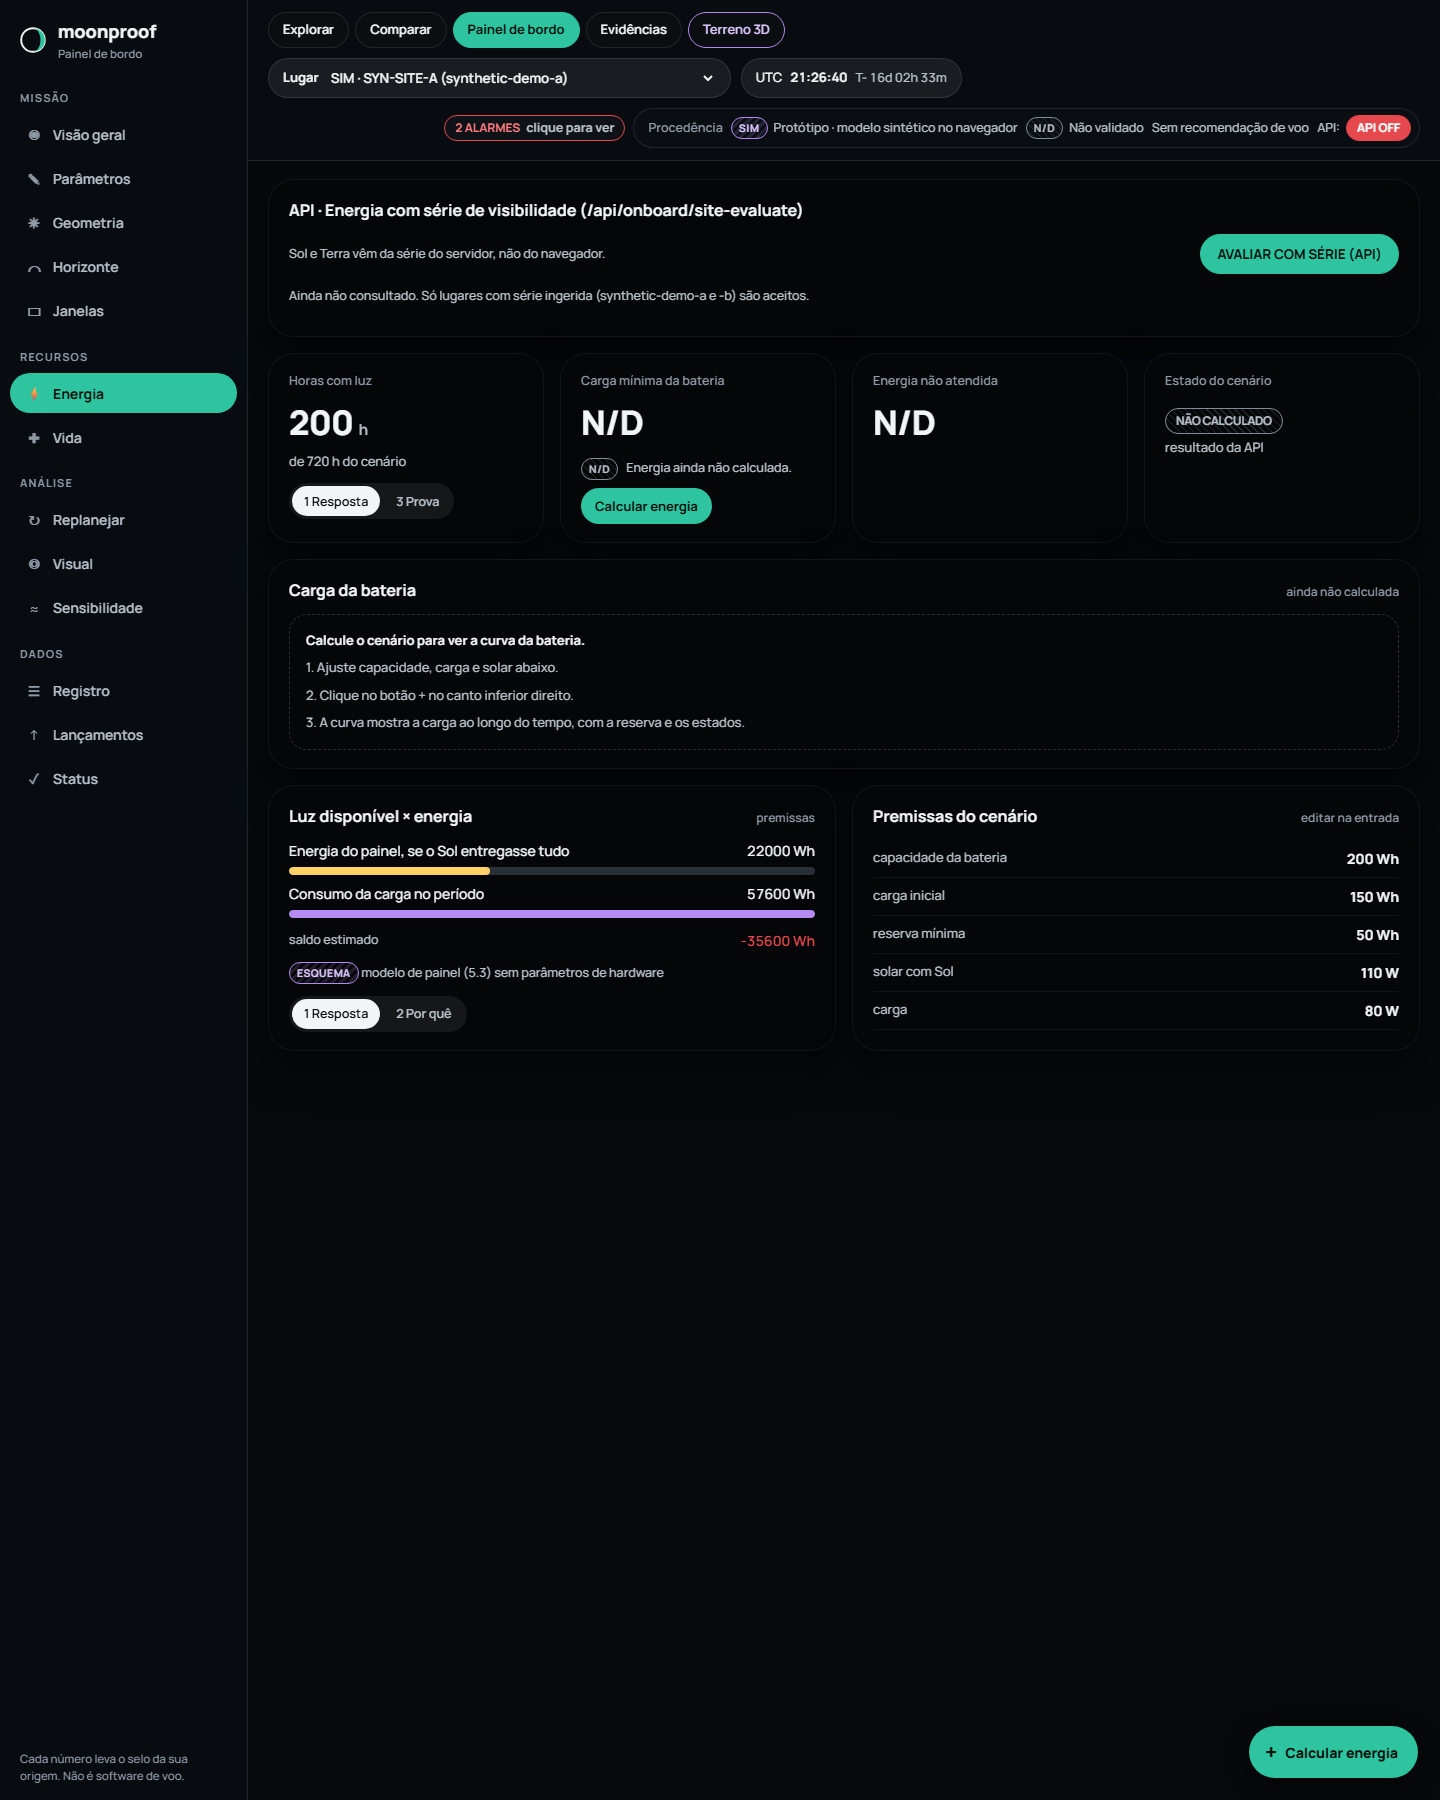 moonproof
Painel de bordo
MISSÃO
Visão geral
Parâmetros
Geometria
Horizonte
Janelas
RECURSOS
Energia
Vida
ANÁLISE
Replanejar
Visual
Sensibilidade
DADOS
Registro
Lançamentos
Status
Cada número leva o selo da sua
origem. Não é software de voo.
Explorar Comparar Painel de bordo Evidências Terreno 3D
Lugar SIM · SYN-SITE-A (synthetic-demo-a) UTC 21:26:40 T- 16d 02h 33m
2 ALARMES clique para ver Procedência SIM Protótipo · modelo sintético no navegador N/D Não validado Sem recomendação de voo API: API OFF
API · Energia com série de visibilidade (/api/onboard/site-evaluate)
Sol e Terra vêm da série do servidor, não do navegador.
AVALIAR COM SÉRIE (API)
Ainda não consultado. Só lugares com série ingerida (synthetic-demo-a e -b) são aceitos.
Horas com luz
200 h
de 720 h do cenário
1 Resposta 3 Prova
Carga mínima da bateria
N/D
N/D Energia ainda não calculada.
Calcular energia
Energia não atendida
N/D
Estado do cenário
NÃO CALCULADO
resultado da API
Carga da bateria
ainda não calculada
Calcule o cenário para ver a curva da bateria.
1. Ajuste capacidade, carga e solar abaixo.
2. Clique no botão + no canto inferior direito.
3. A curva mostra a carga ao longo do tempo, com a reserva e os estados.
Luz disponível × energia
premissas
Energia do painel, se o Sol entregasse tudo 22000 Wh
Consumo da carga no período 57600 Wh
saldo estimado -35600 Wh
ESQUEMA modelo de painel (5.3) sem parâmetros de hardware
1 Resposta 2 Por quê
Premissas do cenário
editar na entrada
capacidade da bateria 200 Wh
carga inicial 150 Wh
reserva mínima 50 Wh
solar com Sol 110 W
carga 80 W
+ Calcular energia